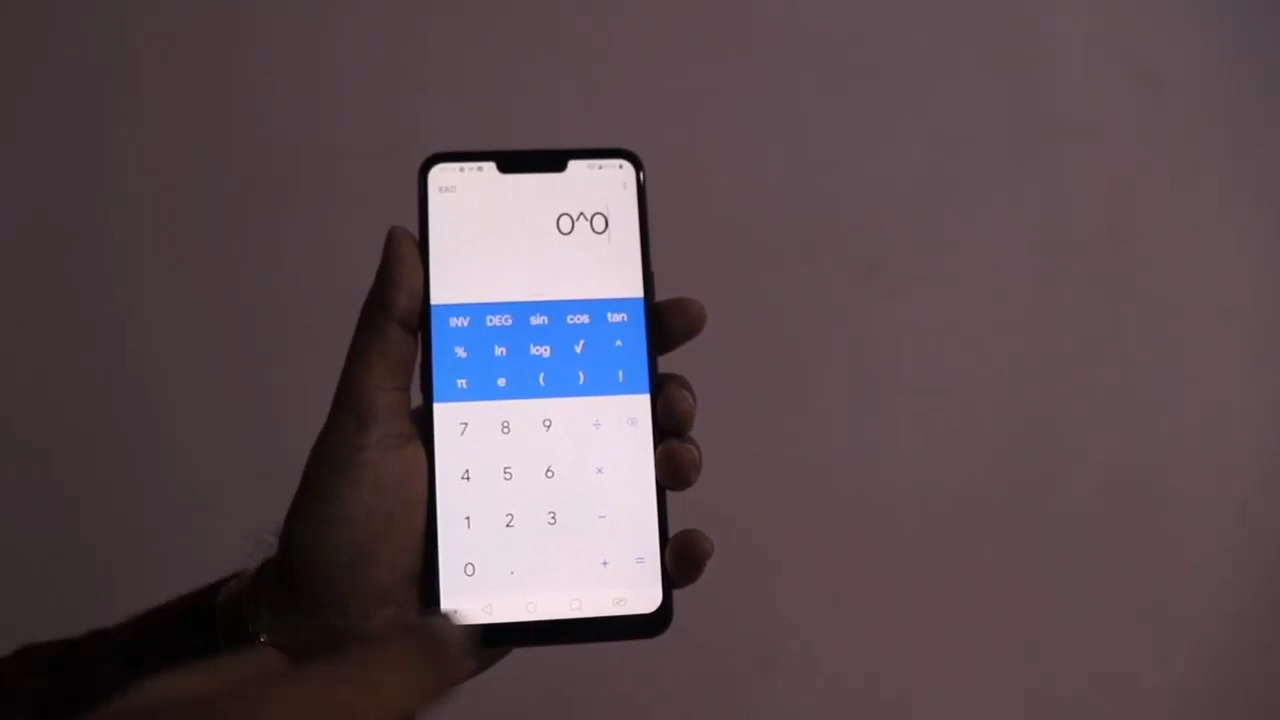 RAD
0^0
INV DEG sin cos tan
% ln log √ ^
π e ( ) !
7 8 9 ÷
4 5 6 ×
1 2 3 −
0 . + =